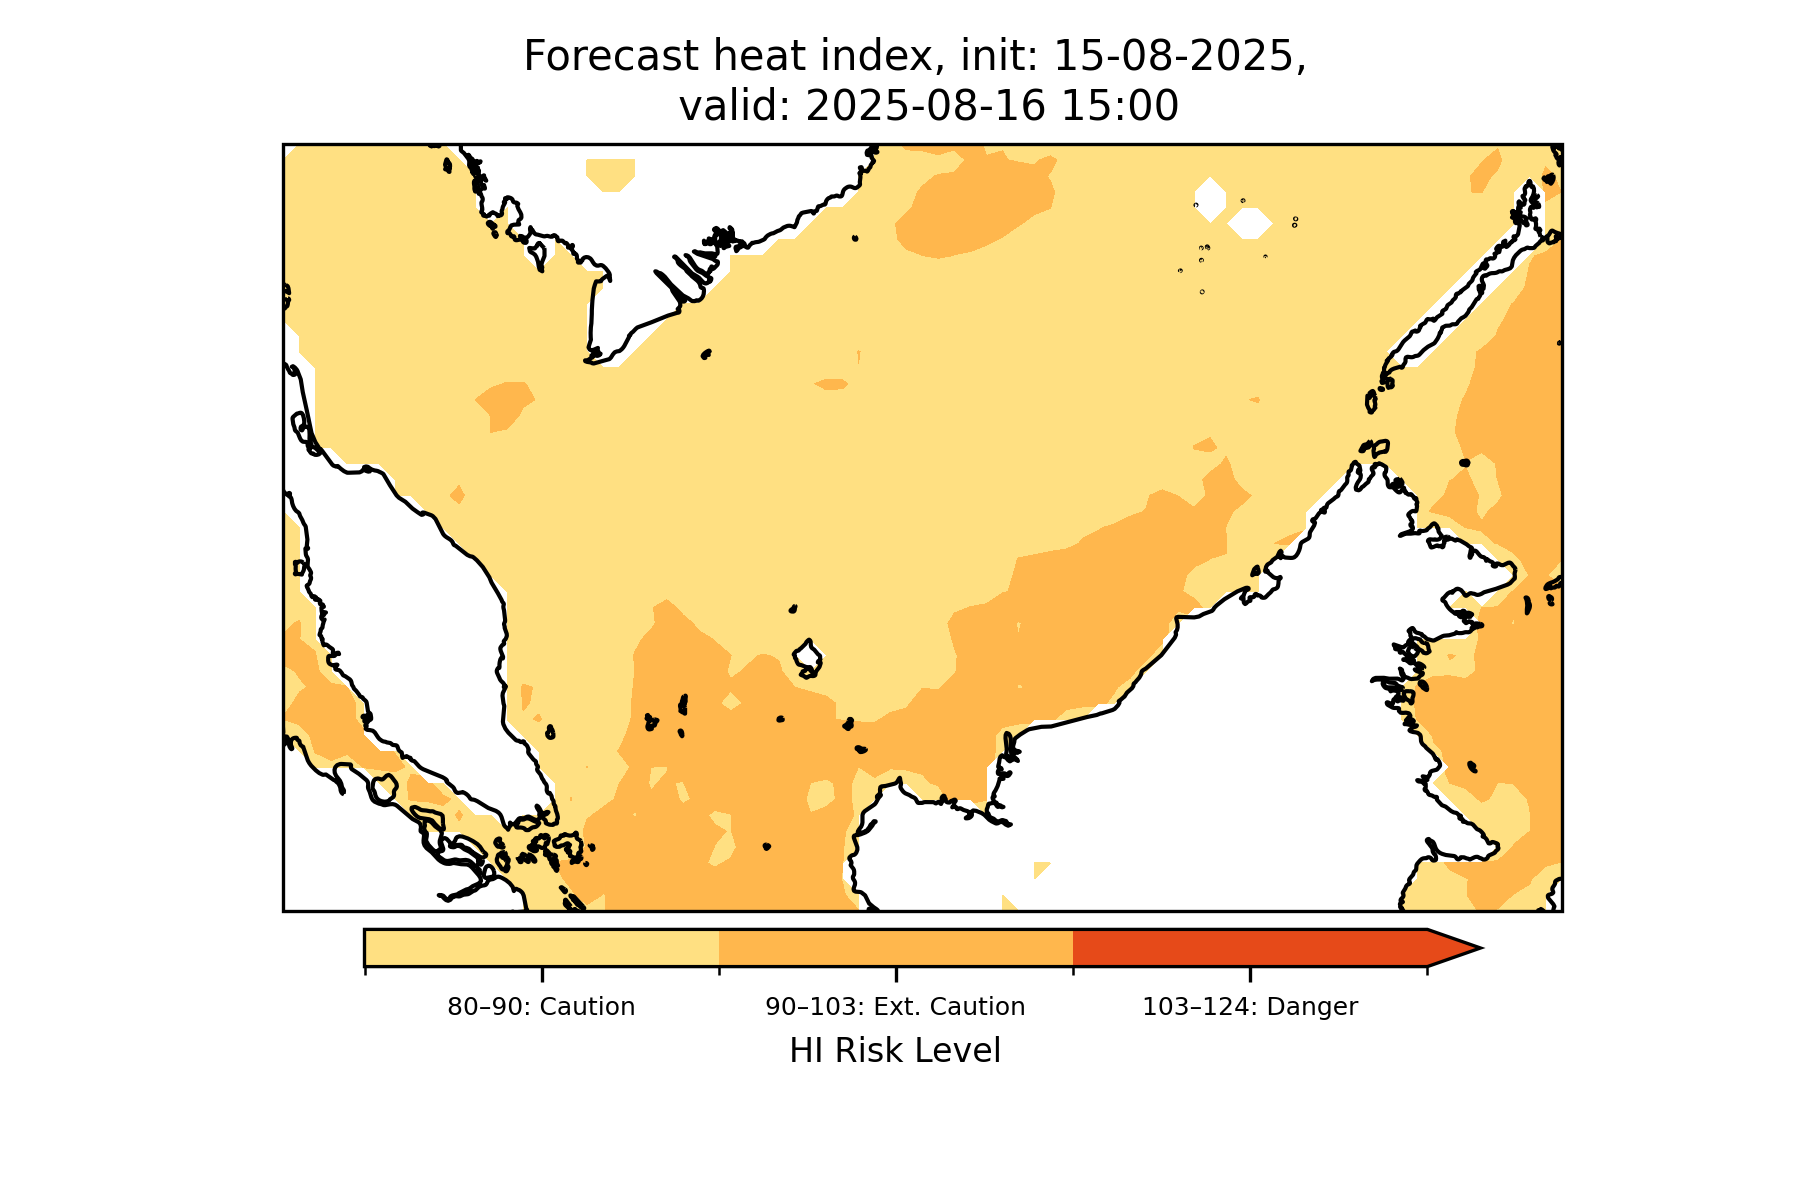 Forecast heat index, init: 15-08-2025,
valid: 2025-08-16 15:00
80–90: Caution
90–103: Ext. Caution
103–124: Danger
HI Risk Level